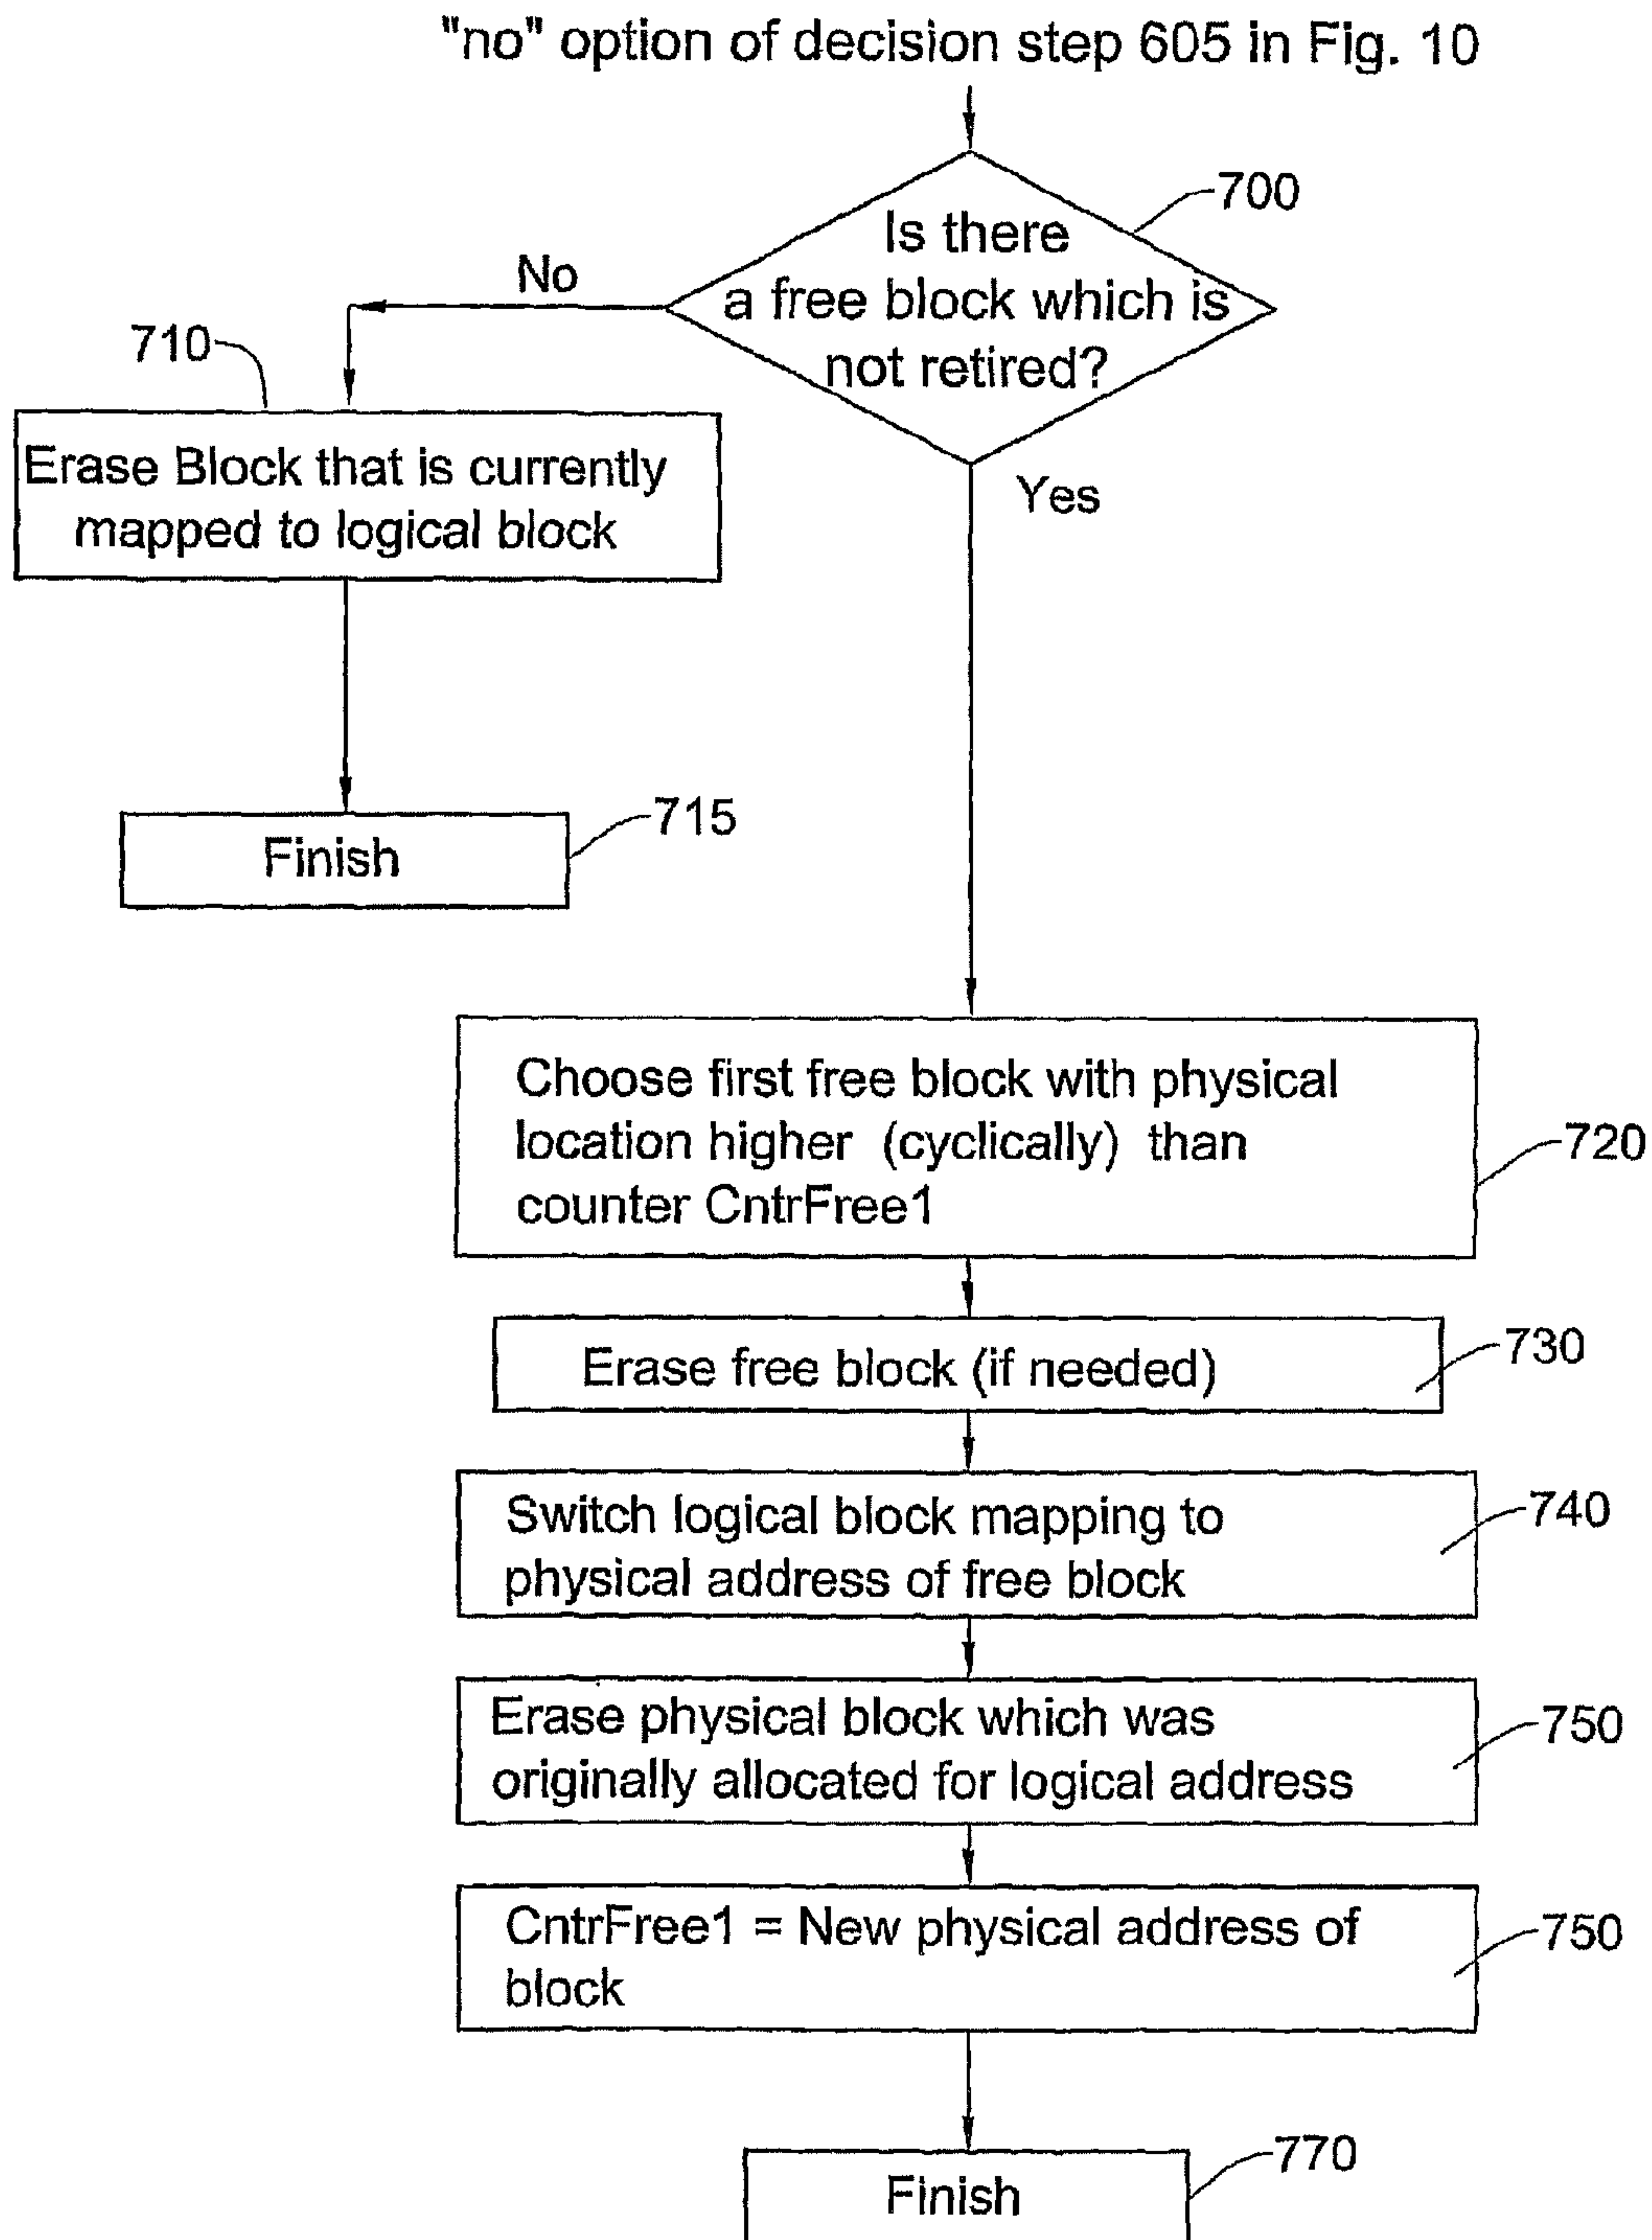 "no" option of decision step 605 in Fig. 10
700
Is there
a free block which is
not retired?
No
Yes
710
Erase Block that is currently
mapped to logical block
715
Finish
Choose first free block with physical
location higher (cyclically) than
counter CntrFree1
720
Erase free block (if needed)
730
Switch logical block mapping to
physical address of free block
740
Erase physical block which was
originally allocated for logical address
750
CntrFree1 = New physical address of
block
750
Finish
770